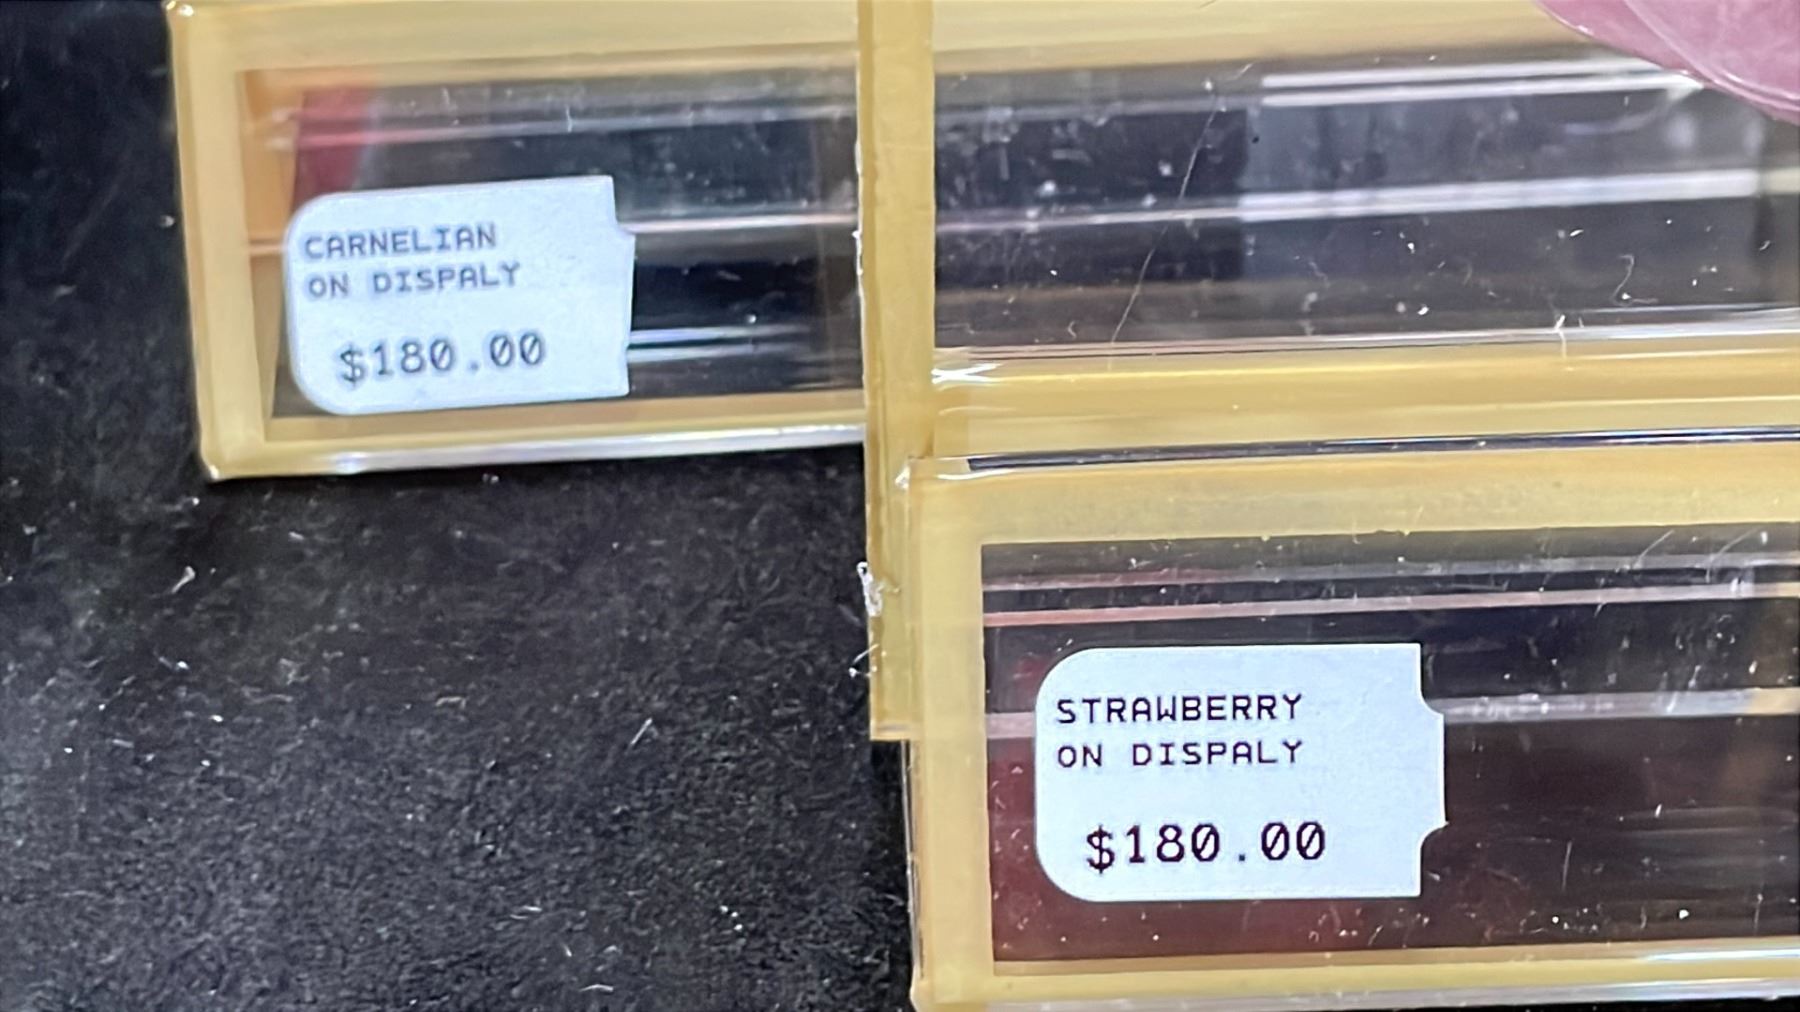 CARNELIAN
ON DISPALY
$180.00
STRAWBERRY
ON DISPALY
$180.00